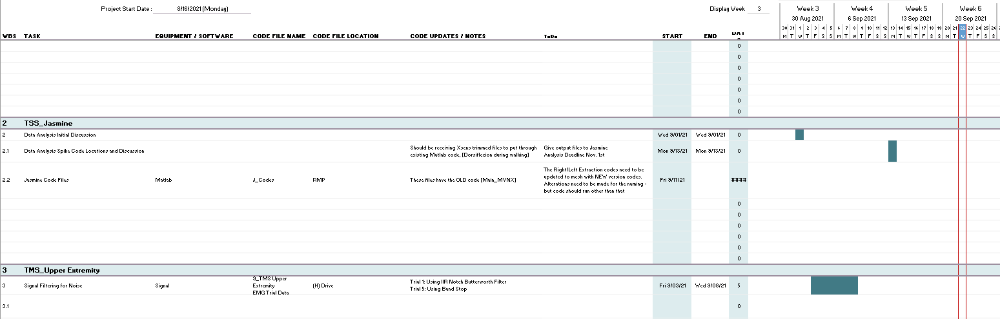 Project Start Date : 8/16/2021 (Monday) Display Week 3 Week 3 Week 4 Week 5 Week 6
30 Aug 2021 6 Sep 2021 13 Sep 2021 20 Sep 2021
30 31 1 2 3 4 5 6 7 8 9 10 11 12 13 14 15 16 17 18 19 20 21 22 23 24 25 26
WBS TASK EQUIPMENT / SOFTWARE CODE FILE NAME CODE FILE LOCATION CODE UPDATES / NOTES ToDo START END M T W T F S S M T W T F S S M T W T F S S M T W T F S S
0
0
0
0
0
0
0
2 TSS_Jasmine
2 Data Analysis Initial Discussion Wed 9/01/21 Wed 9/01/21 0
2.1 Data Analysis Spike Code Locations and Discussion Should be receiving Xsens trimmed files to put through
existing Matlab code, [Dorsiflexion during walking] Give output files to Jasmine
Analysis Deadline Nov. 1st Mon 9/13/21 Mon 9/13/21 0
2.2 Jasmine Code Files Matlab J_Codes RMP These files have the OLD code [Main_MVNX] The Right/Left Extraction codes need to be
updated to mesh with NEW version codes.
Alterations need to be made for the naming -
but code should run other than that Fri 9/17/21 ####
0
0
0
0
0
0
3 TMS_Upper Extremity
3 Signal Filtering for Noise Signal 9_TMS Upper
Extremity
EMG Trial Data (H) Drive Trial 1: Using IIR Notch Butterworth Filter
Trial 5: Using Band Stop Fri 9/03/21 Wed 9/08/21 5
3.1 0